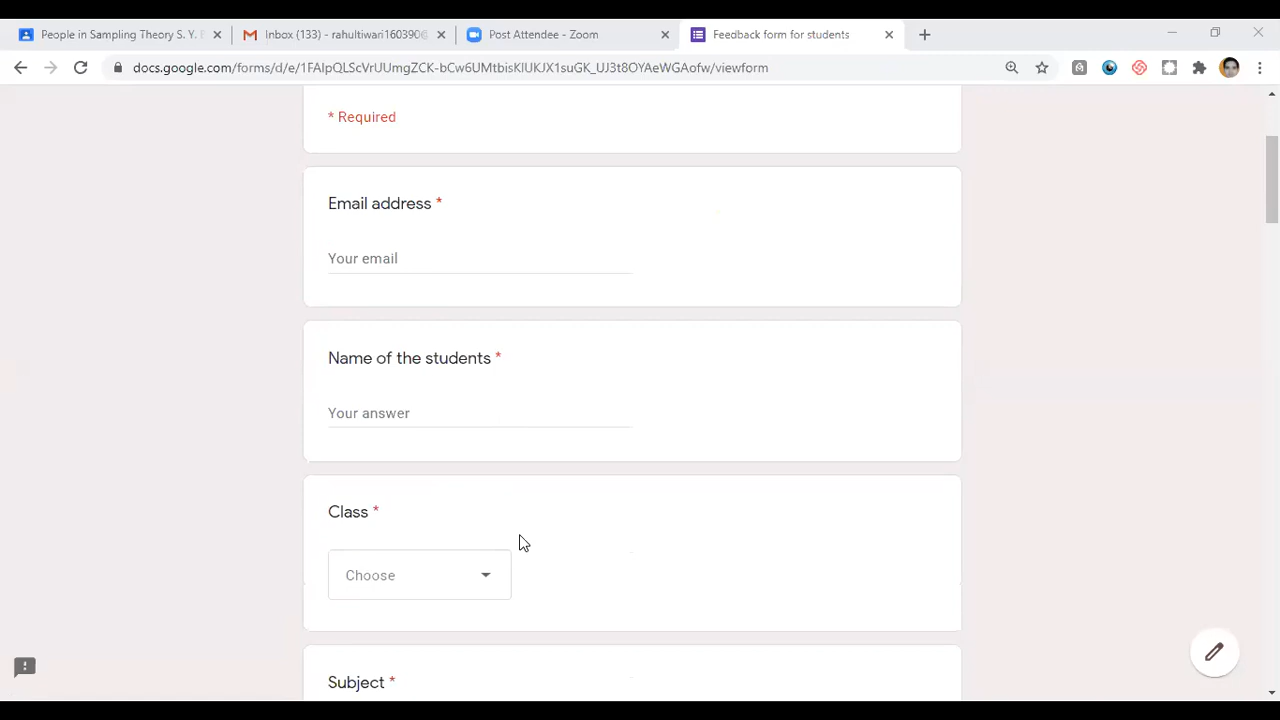 People in Sampling Theory S. Y. B
Inbox (133) - rahultiwari160390@
Post Attendee - Zoom
Feedback form for students
docs.google.com/forms/d/e/1FAIpQLScVrUUmgZCK-bCw6UMtbisKlUKJX1suGK_UJ3t8OYAeWGAofw/viewform
* Required
Email address *
Your email
Name of the students *
Your answer
Class *
Choose
Subject *